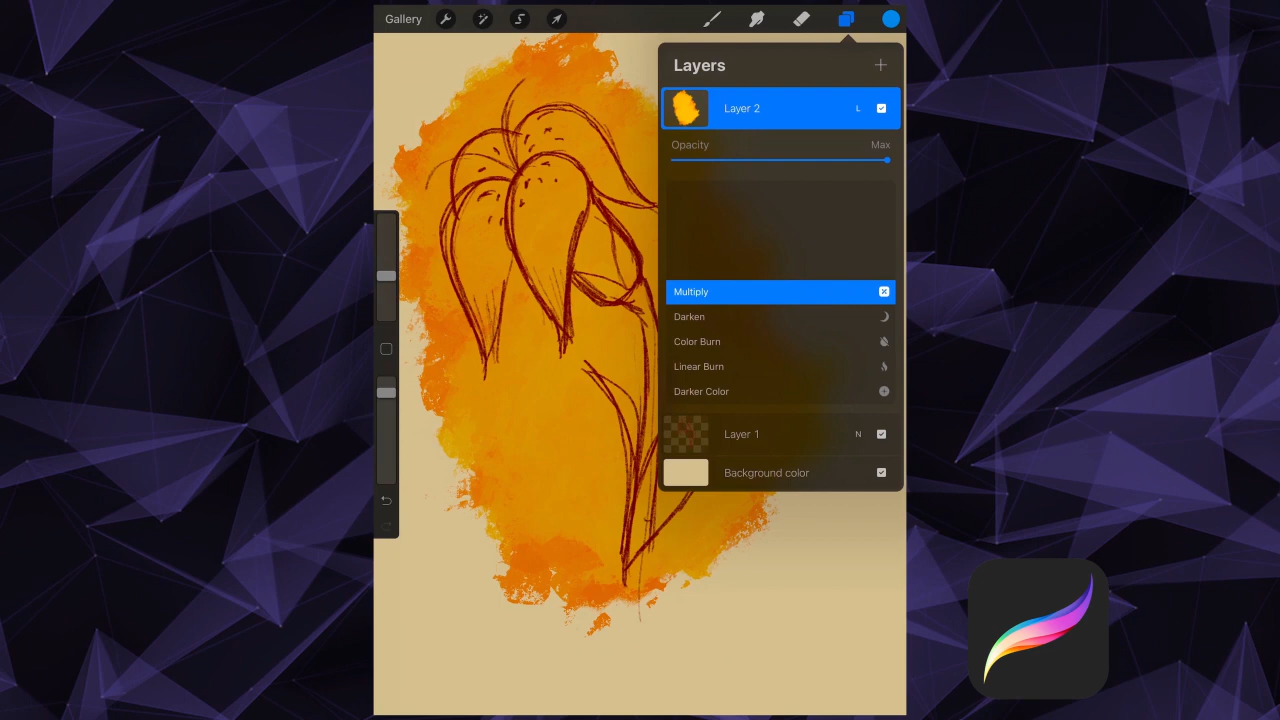 Gallery
Layers
Layer 2 L
Opacity Max
Multiply
Darken
Color Burn
Linear Burn
Darker Color
Layer 1 N
Background color